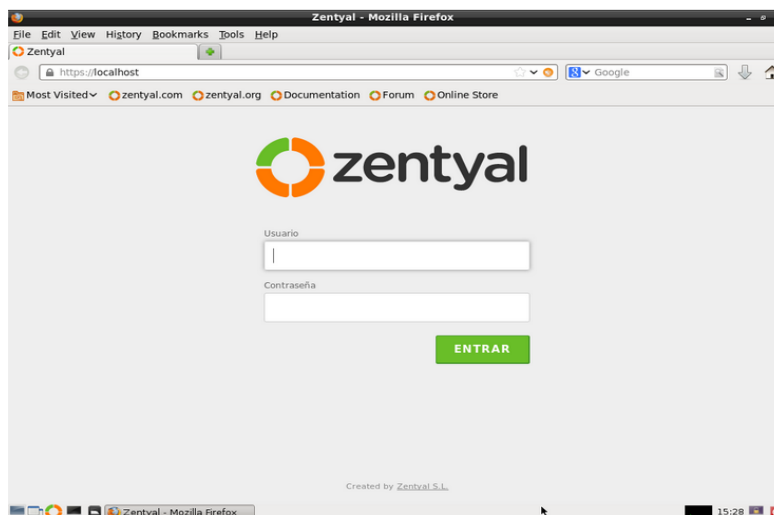 Zentyal - Mozilla Firefox
File Edit View History Bookmarks Tools Help
Zentyal
https://localhost
Google
Most Visited zentyal.com zentyal.org Documentation Forum Online Store
zentyal
Usuario
Contraseña
ENTRAR
Created by Zentyal S.L.
Zentyal - Mozilla Firefox 15:28